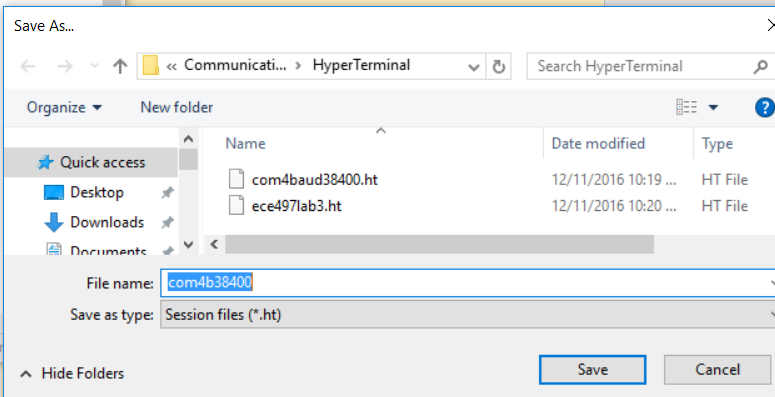 Save As...
« Communicati... > HyperTerminal Search HyperTerminal
Organize New folder ?
Name Date modified Type
Quick access
com4baud38400.ht 12/11/2016 10:19 ... HT File
Desktop
ece497lab3.ht 12/11/2016 10:20 ... HT File
Downloads
Documents
File name: com4b38400
Save as type: Session files (*.ht)
Hide Folders Save Cancel